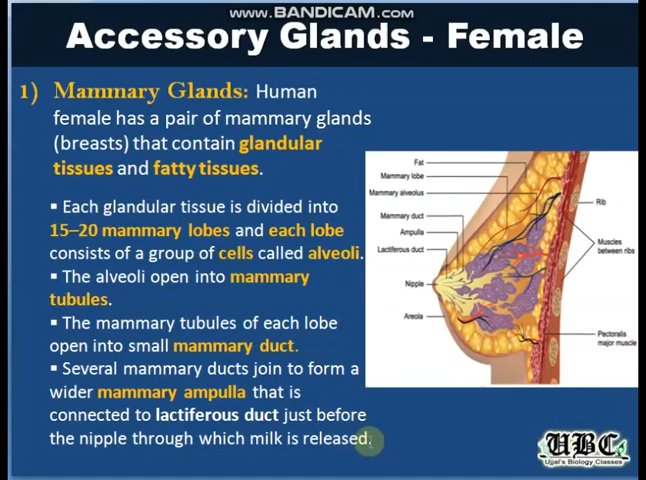 www.BANDICAM.com
Accessory Glands - Female
1) Mammary Glands: Human
female has a pair of mammary glands
(breasts) that contain glandular
tissues and fatty tissues.
▪ Each glandular tissue is divided into
15–20 mammary lobes and each lobe
consists of a group of cells called alveoli.
▪ The alveoli open into mammary
tubules.
▪ The mammary tubules of each lobe
open into small mammary duct.
▪ Several mammary ducts join to form a
wider mammary ampulla that is
connected to lactiferous duct just before
the nipple through which milk is released.
Fat
Mammary lobe
Mammary alveolus
Mammary duct
Ampulla
Lactiferous duct
Nipple
Areola
Rib
Muscles
between ribs
Pectoralis
major muscle
UBC
Ujjal's Biology Classes